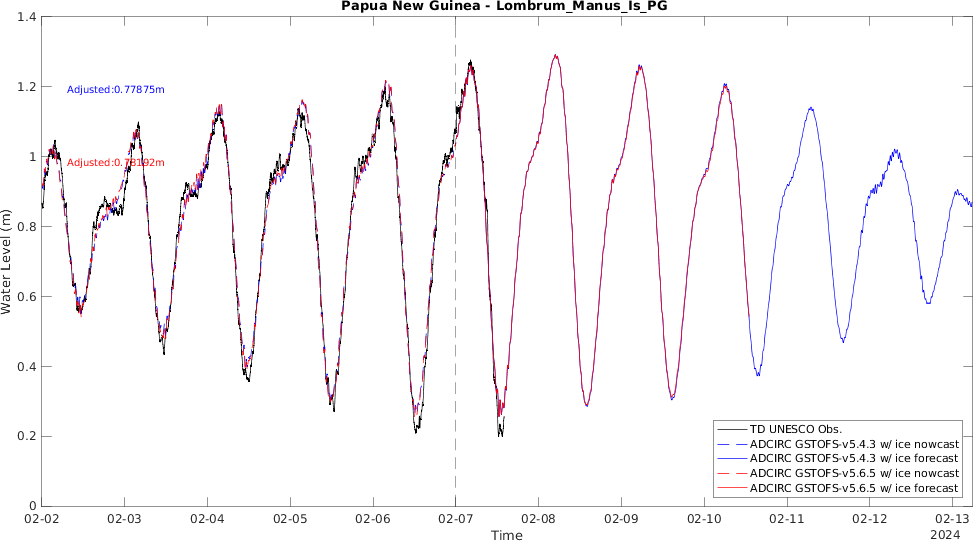 Papua New Guinea - Lombrum_Manus_Is_PG
1.4
1.2
1
0.8
0.6
0.4
0.2
0
Water Level (m)
Adjusted:0.77875m
Adjusted:0.78192m
TD UNESCO Obs.
ADCIRC GSTOFS-v5.4.3 w/ ice nowcast
ADCIRC GSTOFS-v5.4.3 w/ ice forecast
ADCIRC GSTOFS-v5.6.5 w/ ice nowcast
ADCIRC GSTOFS-v5.6.5 w/ ice forecast
02-02 02-03 02-04 02-05 02-06 02-07 02-08 02-09 02-10 02-11 02-12 02-13
Time
2024